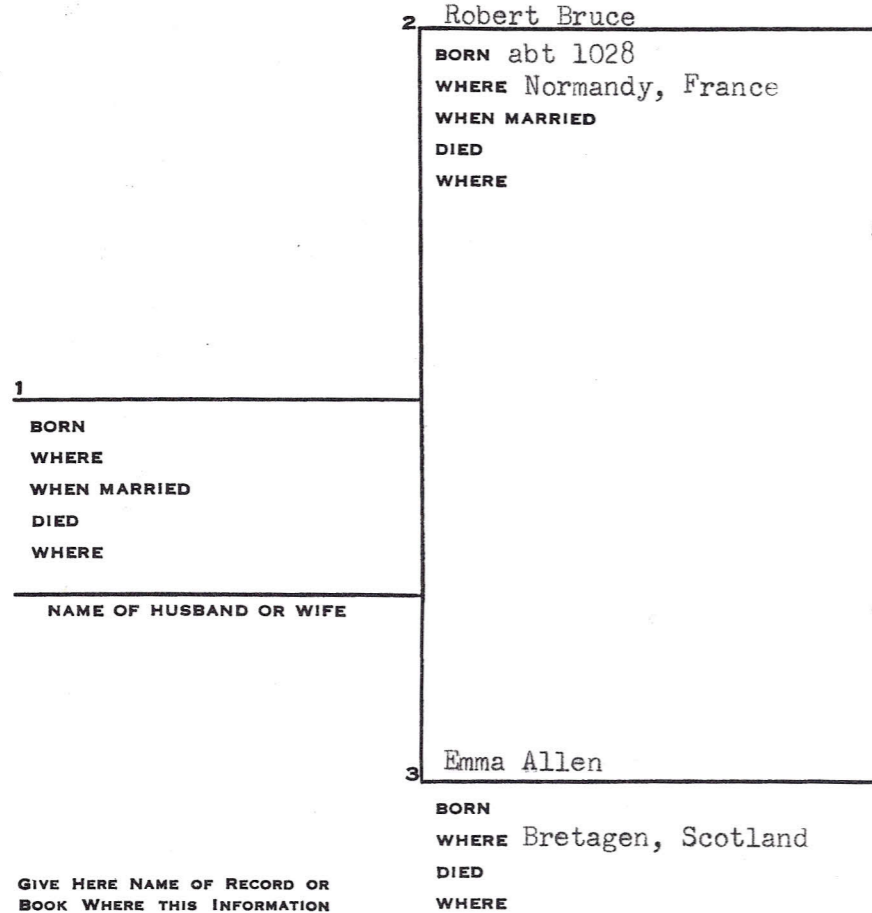 2 Robert Bruce
BORN abt 1028
WHERE Normandy, France
WHEN MARRIED
DIED
WHERE
1
BORN
WHERE
WHEN MARRIED
DIED
WHERE
NAME OF HUSBAND OR WIFE
3 Emma Allen
BORN
WHERE Bretagen, Scotland
DIED
WHERE
GIVE HERE NAME OF RECORD OR
BOOK WHERE THIS INFORMATION